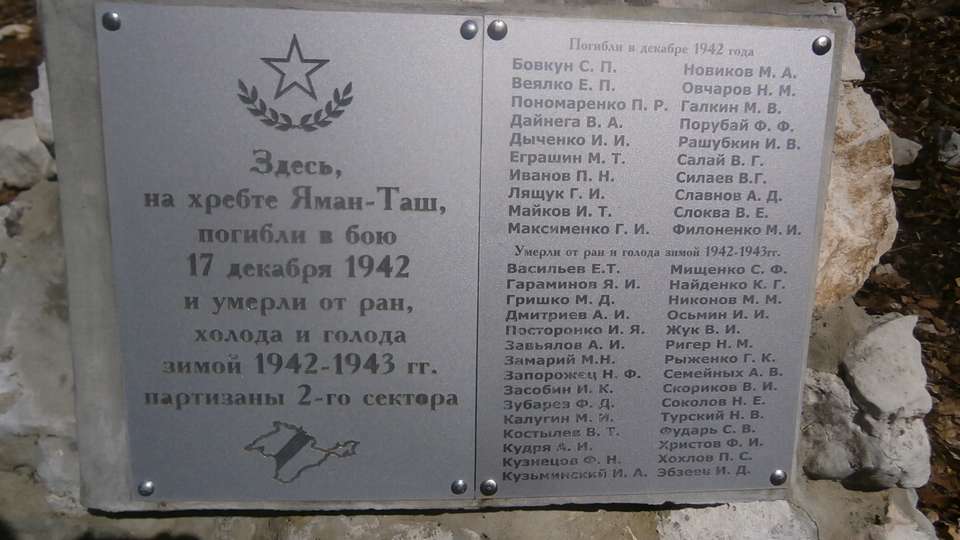 Здесь,
на хребте Яман-Таш,
погибли в бою
17 декабря 1942
и умерли от ран,
холода и голода
зимой 1942-1943 гг.
партизаны 2-го сектора
Погибли в декабре 1942 года
Бовкун С. П.
Веялко Е. П.
Пономаренко П. Р.
Дайнега В. А.
Дыченко И. И.
Еграшин М. Т.
Иванов П. Н.
Лящук Г. И.
Майков И. Т.
Максименко Г. И.
Новиков М. А.
Овчаров Н. М.
Галкин М. В.
Порубай Ф. Ф.
Рашубкин И. В.
Салай В. Г.
Силаев В.Г.
Славнов А. Д.
Слоква В. Е.
Филоненко М. И.
Умерли от ран и голода зимой 1942-1943гг.
Васильев Е.Т.
Гараминов Я. И.
Гришко М. Д.
Дмитриев А. И.
Посторонко И. Я.
Завьялов А. И.
Замарий М.Н.
Запорожец Н. Ф.
Засобин И. К.
Зубарев Ф. Д.
Калугин М. И.
Костылев В. Т.
Кудря А. И.
Кузнецов Ф. Н.
Кузьминский И. А.
Мищенко С. Ф.
Найденко К. Г.
Никонов М. М.
Осьмин И. И.
Жук В. И.
Ригер Н. М.
Рыженко Г. К.
Семейных А. В.
Скориков В. И.
Соколов Н. Е.
Турский Н. В.
Фударь С. В.
Христов Ф. И.
Хохлов П. С.
Эбзеев И. Д.